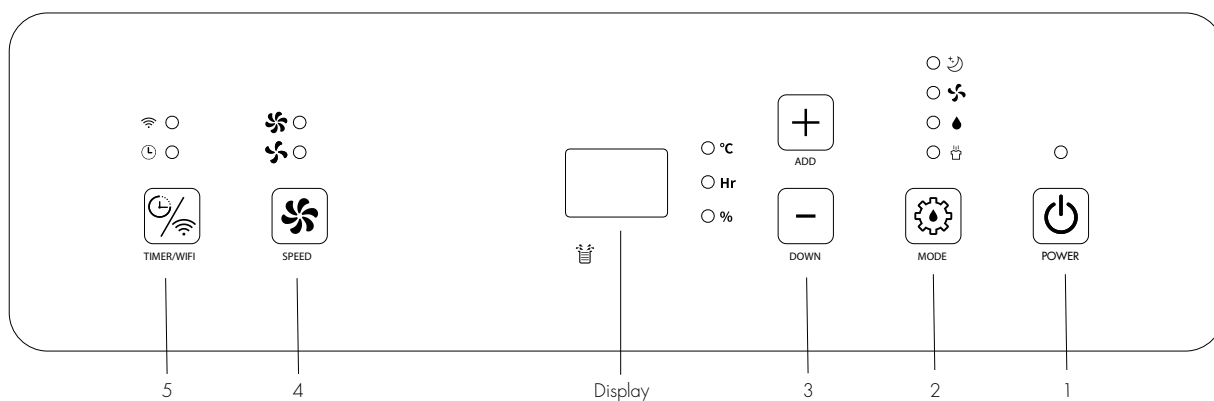 °C
ADD
Hr
%
TIMER/WIFI
SPEED
DOWN
MODE
POWER
5
4
Display
3
2
1